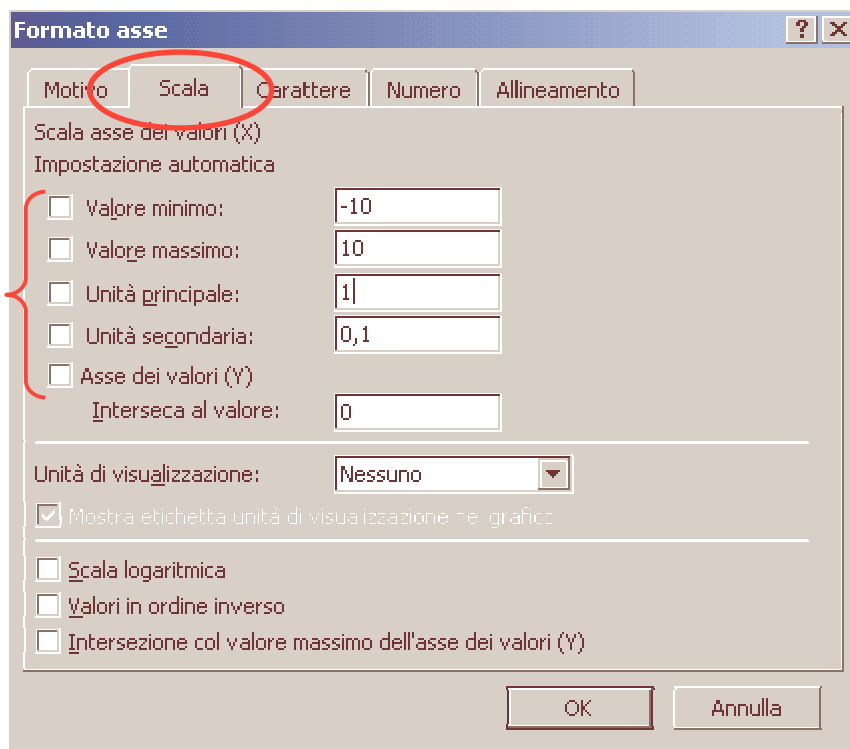 Formato asse
Motivo Scala Carattere Numero Allineamento
Scala asse dei valori (X)
Impostazione automatica
Valore minimo: -10
Valore massimo: 10
Unità principale: 1
Unità secondaria: 0,1
Asse dei valori (Y)
Interseca al valore: 0
Unità di visualizzazione: Nessuno
Mostra etichetta unità di visualizzazione nel grafico
Scala logaritmica
Valori in ordine inverso
Intersezione col valore massimo dell'asse dei valori (Y)
OK Annulla